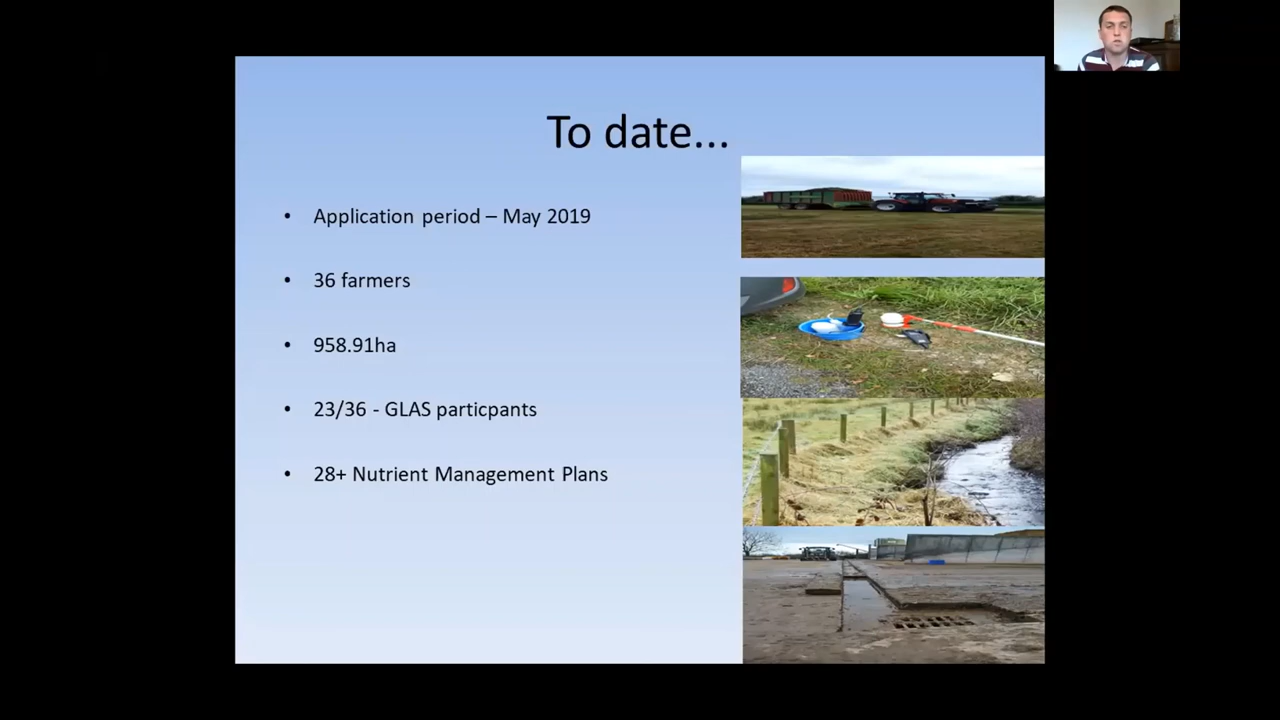 To date...
• Application period – May 2019
• 36 farmers
• 958.91ha
• 23/36 - GLAS particpants
• 28+ Nutrient Management Plans